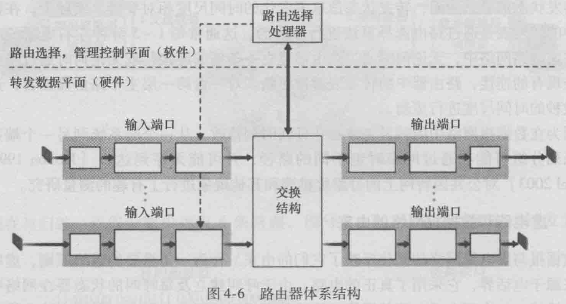 路由选择
处理器
路由选择，管理控制平面（软件）
转发数据平面（硬件）
输入端口
输出端口
交换
结构
输入端口
输出端口
图 4-6 路由器体系结构